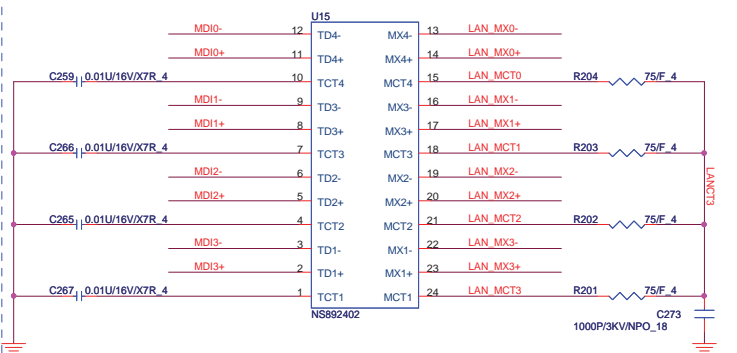 U15
MDI0- 12 TD4- MX4- 13 LAN_MX0-
MDI0+ 11 TD4+ MX4+ 14 LAN_MX0+
C259 0.01U/16V/X7R_4 10 TCT4 MCT4 15 LAN_MCT0 R204 75/F_4
MDI1- 9 TD3- MX3- 16 LAN_MX1-
MDI1+ 8 TD3+ MX3+ 17 LAN_MX1+
C266 0.01U/16V/X7R_4 7 TCT3 MCT3 18 LAN_MCT1 R203 75/F_4
MDI2- 6 TD2- MX2- 19 LAN_MX2-
LANCT3
MDI2+ 5 TD2+ MX2+ 20 LAN_MX2+
C265 0.01U/16V/X7R_4 4 TCT2 MCT2 21 LAN_MCT2 R202 75/F_4
MDI3- 3 TD1- MX1- 22 LAN_MX3-
MDI3+ 2 TD1+ MX1+ 23 LAN_MX3+
C267 0.01U/16V/X7R_4 1 TCT1 MCT1 24 LAN_MCT3 R201 75/F_4
NS892402
C273
1000P/3KV/NPO_18